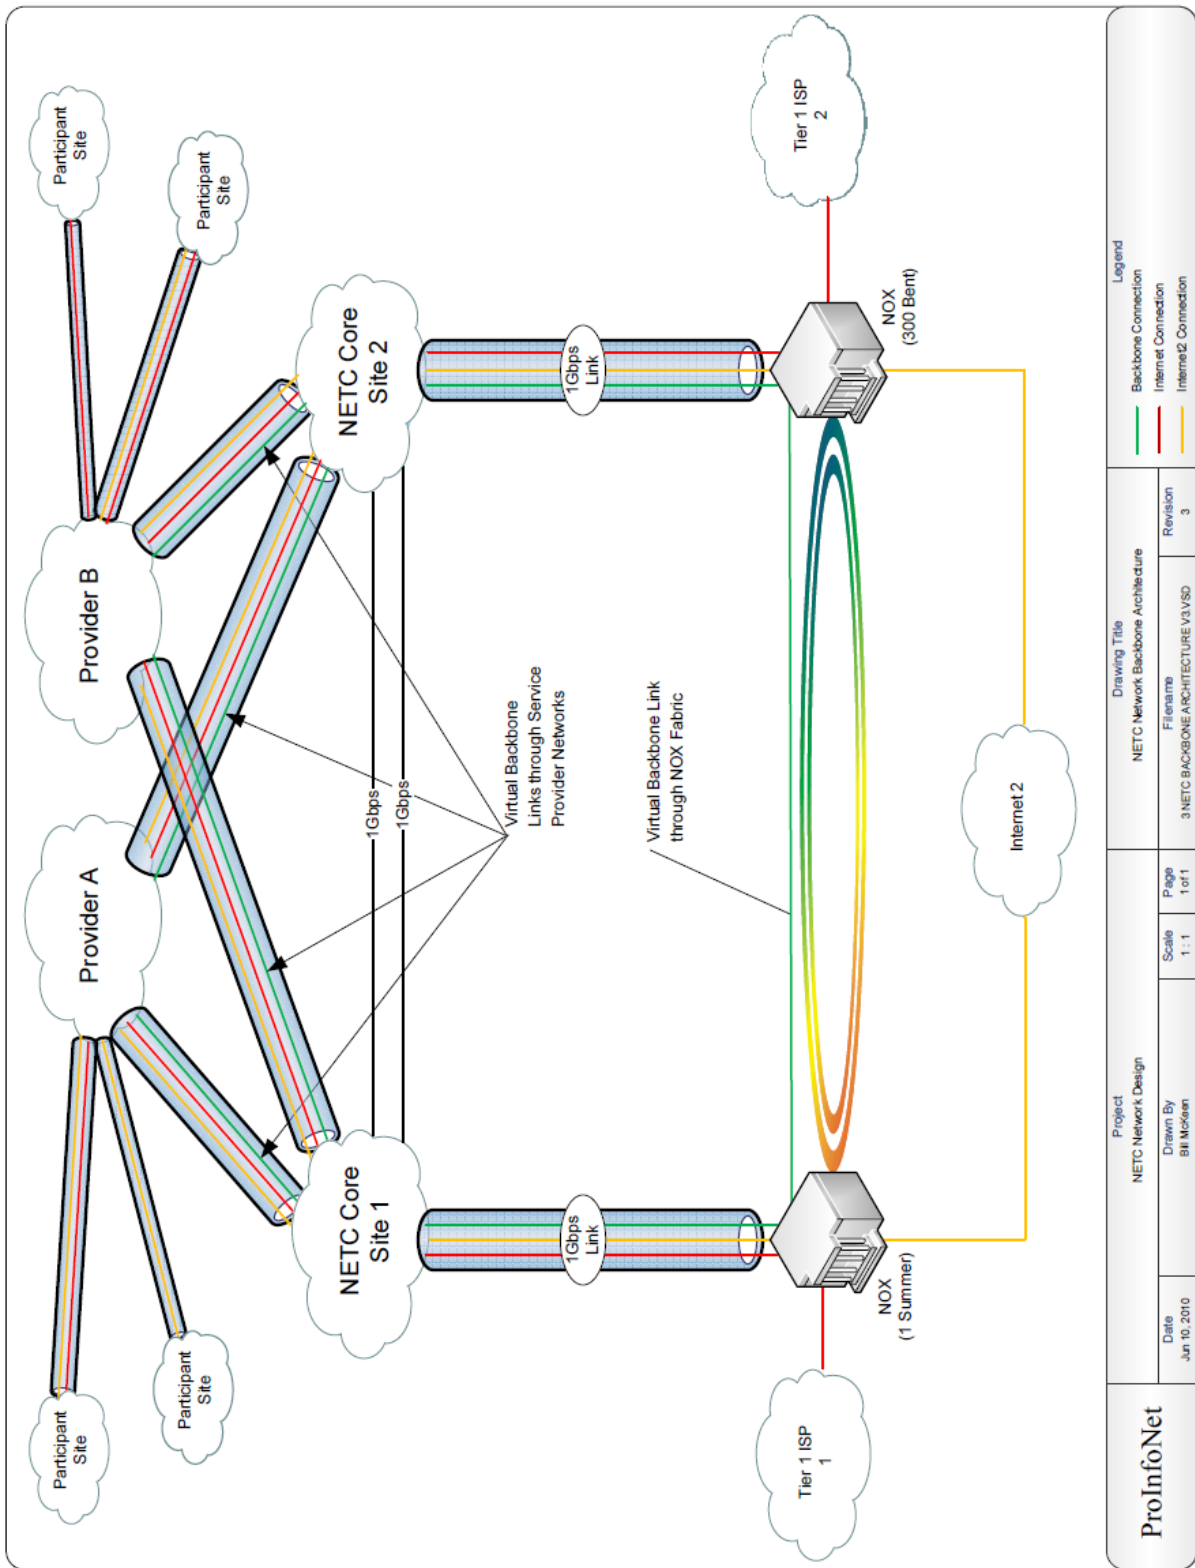 Participant
Site
Participant
Site
Provider A
Provider B
Participant
Site
Participant
Site
NETC Core
Site 1
NETC Core
Site 2
1Gbps
1Gbps
Virtual Backbone
Links through Service
Provider Networks
1Gbps
Link
1Gbps
Link
Virtual Backbone Link
through NOX Fabric
Tier 1 ISP
1
NOX
(1 Summer)
NOX
(300 Bent)
Tier 1 ISP
2
Internet 2
ProInfoNet
Project
NETC Network Design
Date
Jun 10, 2010
Drawn By
Bill McKeen
Scale
1 : 1
Page
1 of 1
Drawing Title
NETC Network Backbone Architecture
Filename
3 NETC BACKBONE ARCHITECTURE V3.VSD
Revision
3
Legend
Backbone Connection
Internet Connection
Internet2 Connection